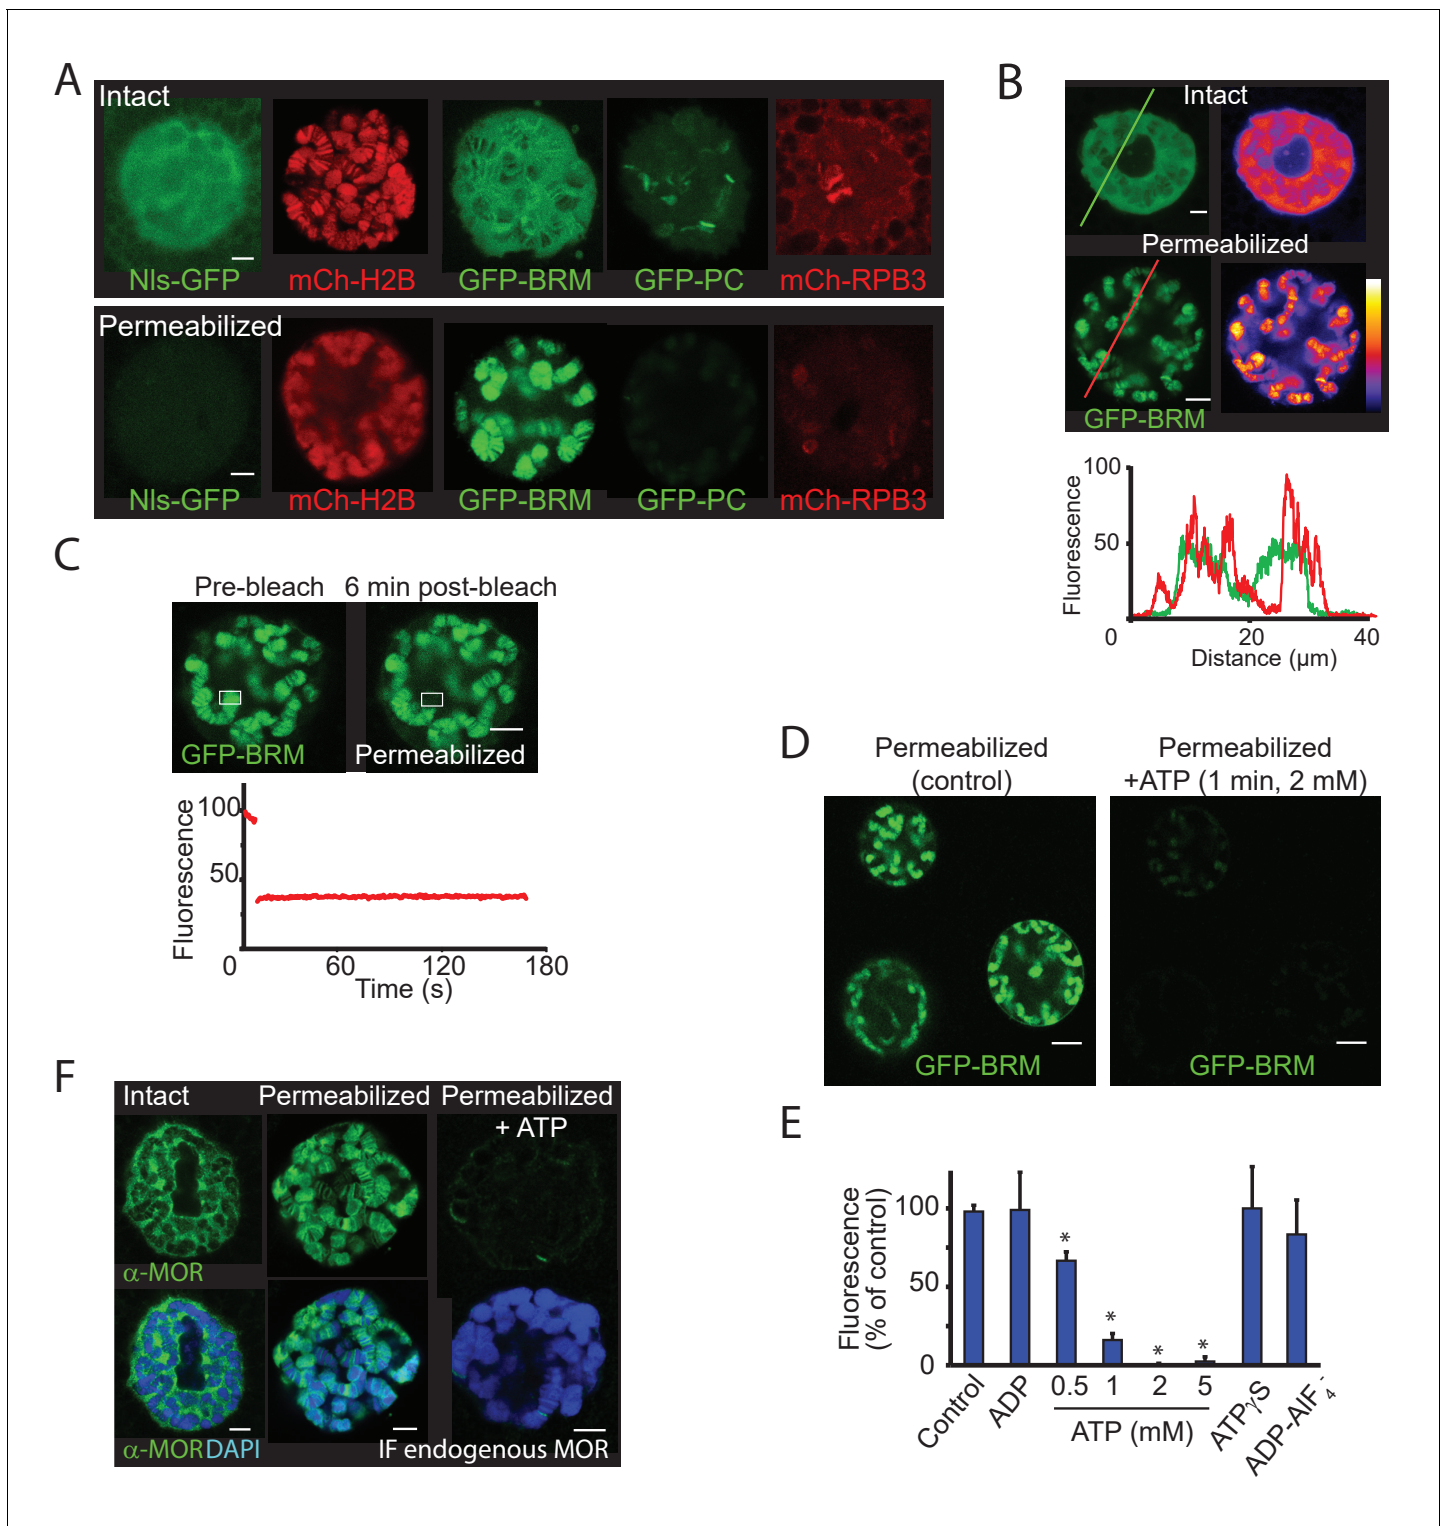 A
Intact
Nls-GFP mCh-H2B GFP-BRM GFP-PC mCh-RPB3
Permeabilized
Nls-GFP mCh-H2B GFP-BRM GFP-PC mCh-RPB3
B
Intact
Permeabilized
GFP-BRM
100
50
0 20 40
Fluorescence
Distance (µm)
C
Pre-bleach 6 min post-bleach
GFP-BRM Permeabilized
100
50
0 60 120 180
Fluorescence
Time (s)
D
Permeabilized
(control)
Permeabilized
+ATP (1 min, 2 mM)
GFP-BRM GFP-BRM
E
Fluorescence
(% of control)
100
50
0
* * * *
Control ADP 0.5 1 2 5 ATPγS ADP-AlF4-
ATP (mM)
F
Intact Permeabilized Permeabilized
+ ATP
α-MOR
α-MOR DAPI IF endogenous MOR